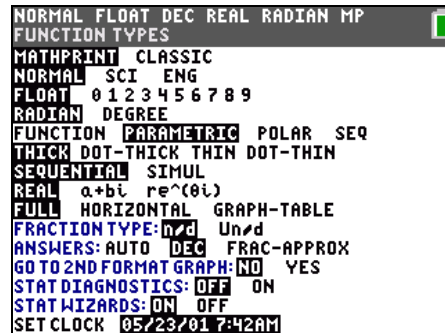 NORMAL FLOAT DEC REAL RADIAN MP
FUNCTION TYPES
MATHPRINT CLASSIC
NORMAL SCI ENG
FLOAT 0 1 2 3 4 5 6 7 8 9
RADIAN DEGREE
FUNCTION PARAMETRIC POLAR SEQ
THICK DOT-THICK THIN DOT-THIN
SEQUENTIAL SIMUL
REAL a+bi re^(θi)
FULL HORIZONTAL GRAPH-TABLE
FRACTION TYPE: n/d Un/d
ANSWERS: AUTO DEC FRAC-APPROX
GO TO 2ND FORMAT GRAPH: NO YES
STAT DIAGNOSTICS: OFF ON
STAT WIZARDS: ON OFF
SET CLOCK 05/23/01 7:42AM